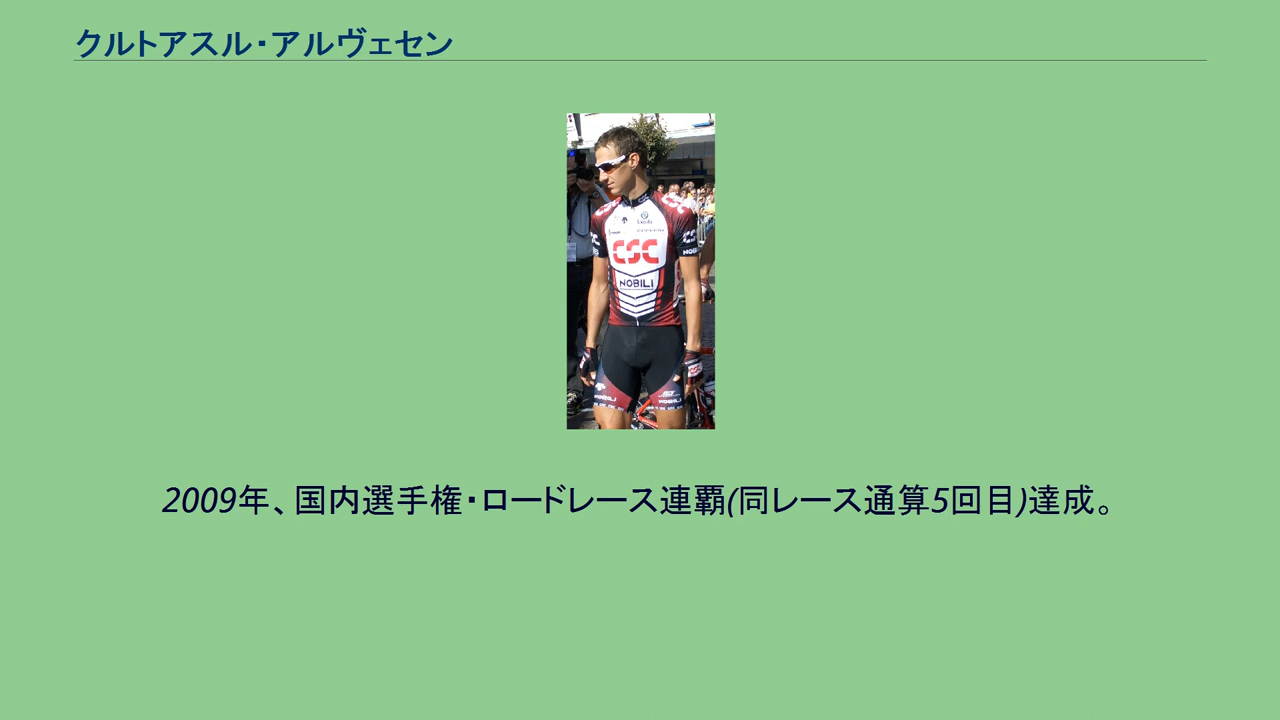 クルトアスル・アルヴェセン
CSC
NOBILI
2009年、国内選手権・ロードレース連覇(同レース通算5回目)達成。